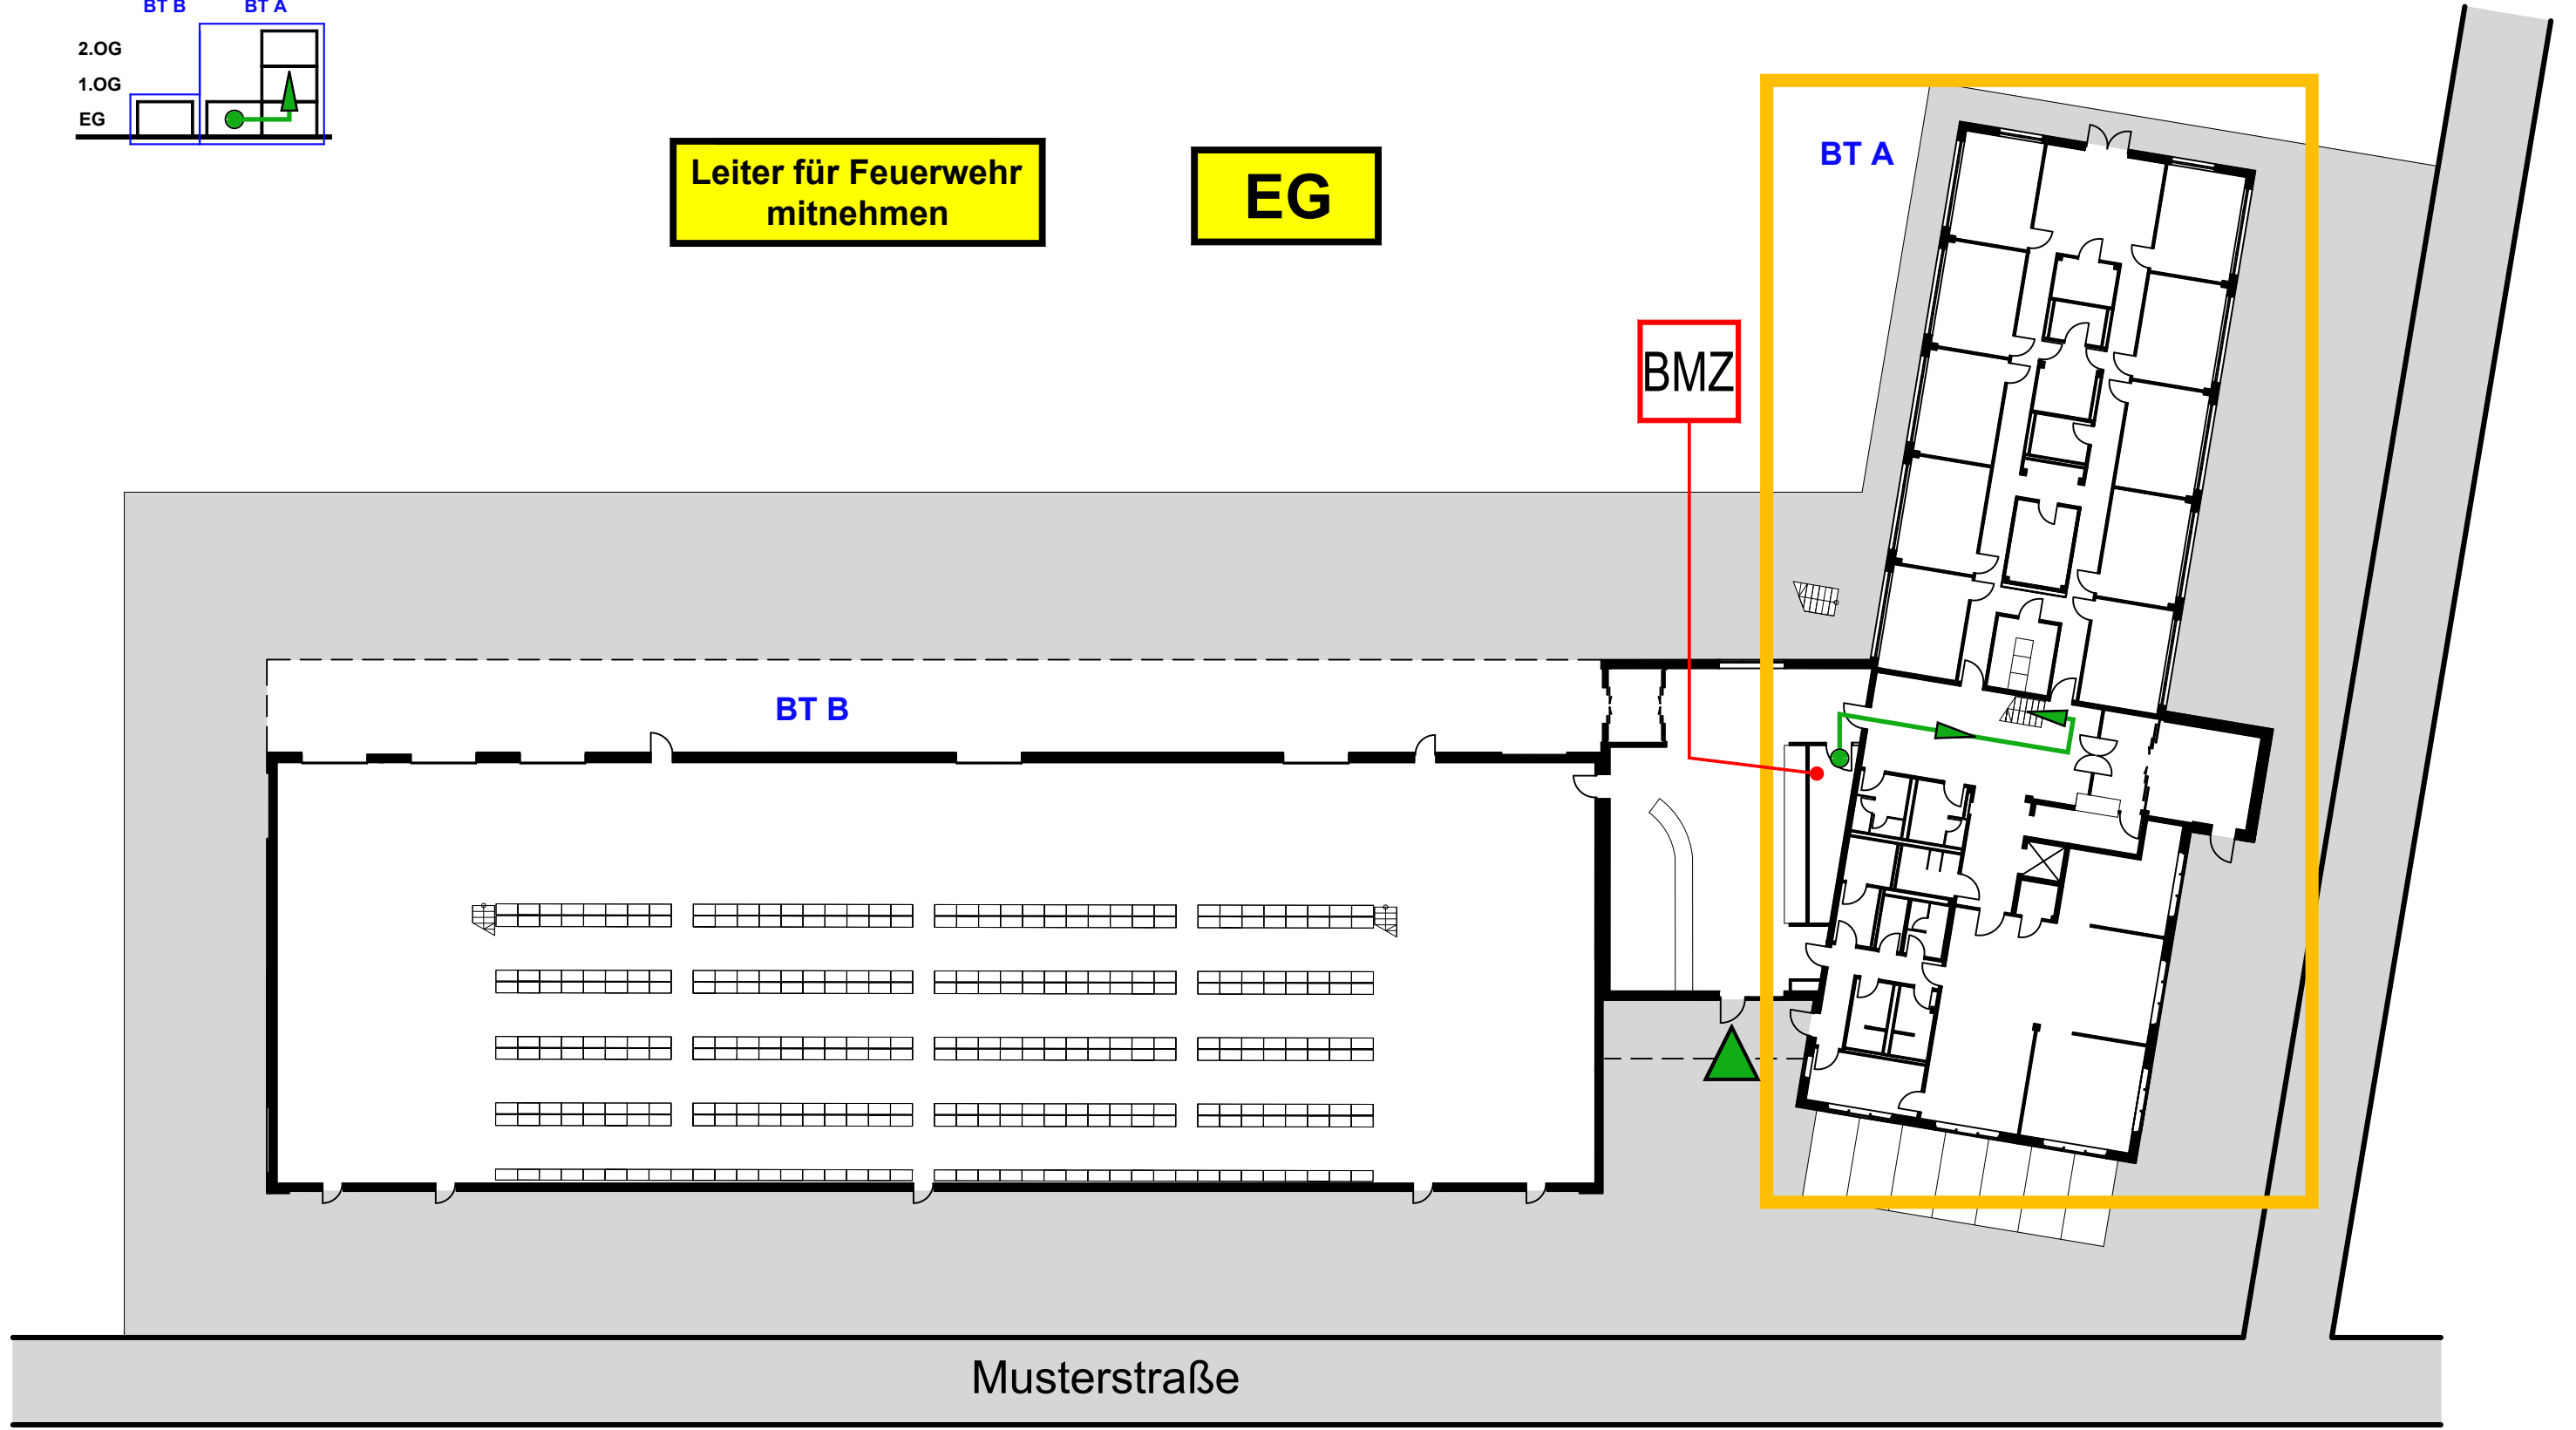 BT B
BT A
2.OG
1.OG
EG
Leiter für Feuerwehr
mitnehmen
EG
BT A
BMZ
BT B
Musterstraße